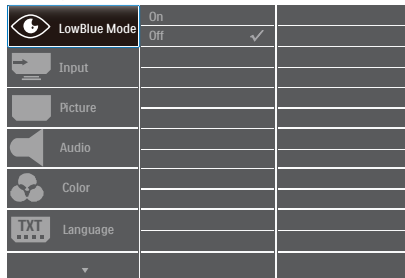 LowBlue Mode
On
Off
Input
Picture
Audio
Color
TXT
Language